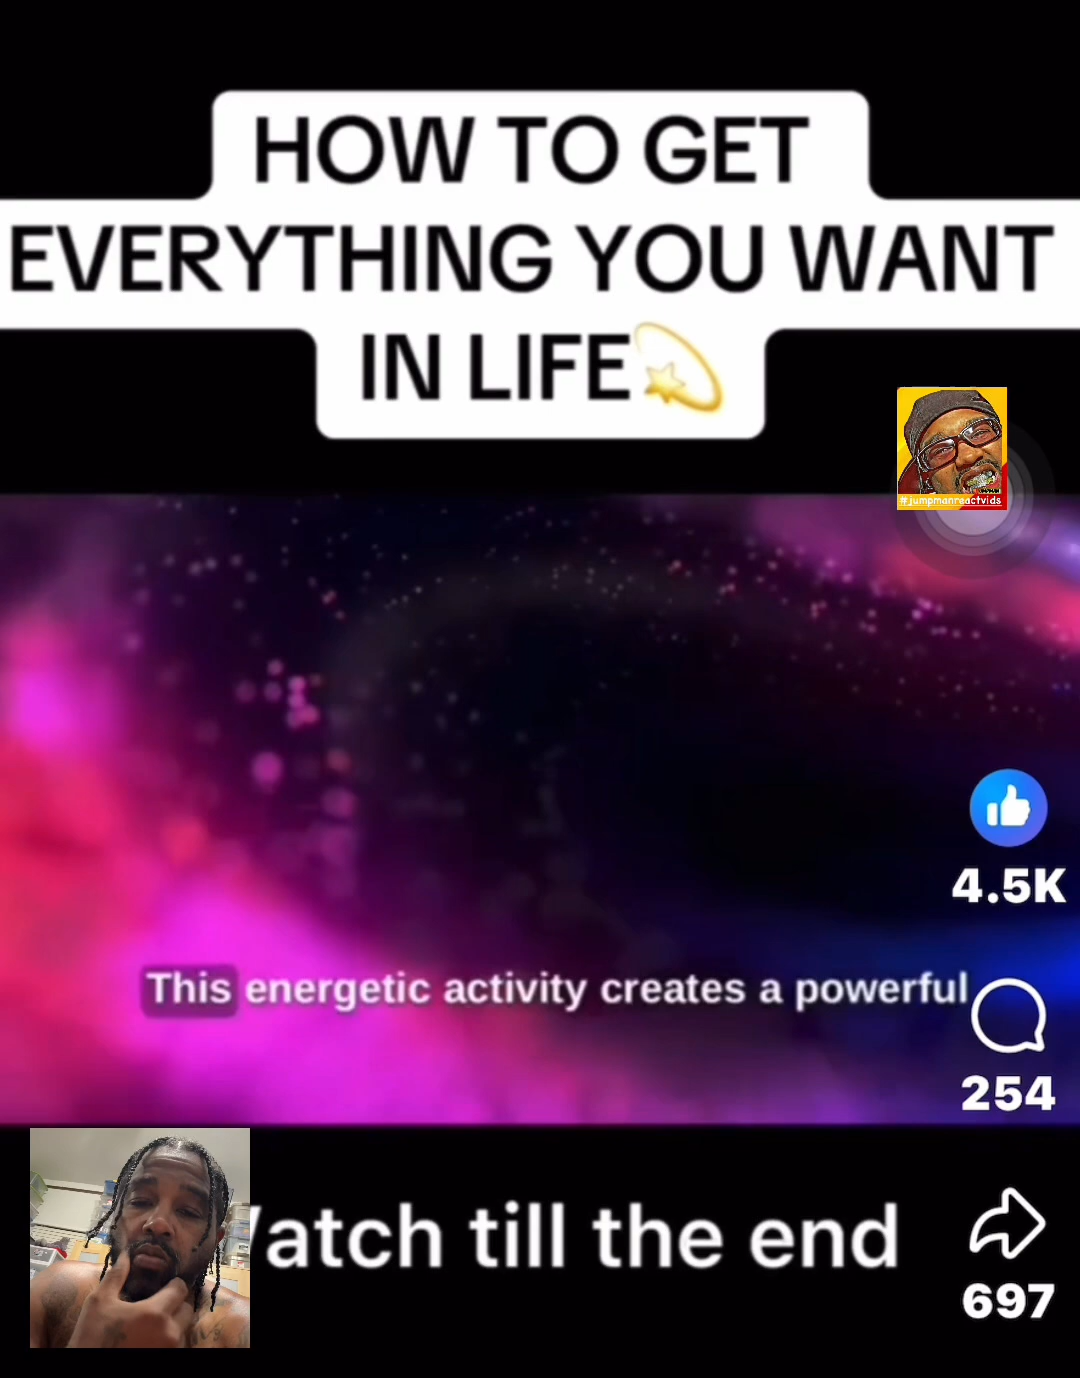 HOW TO GET
EVERYTHING YOU WANT
IN LIFE💫
#jumpmanreactvids
4.5K
This energetic activity creates a powerful
254
atch till the end
697